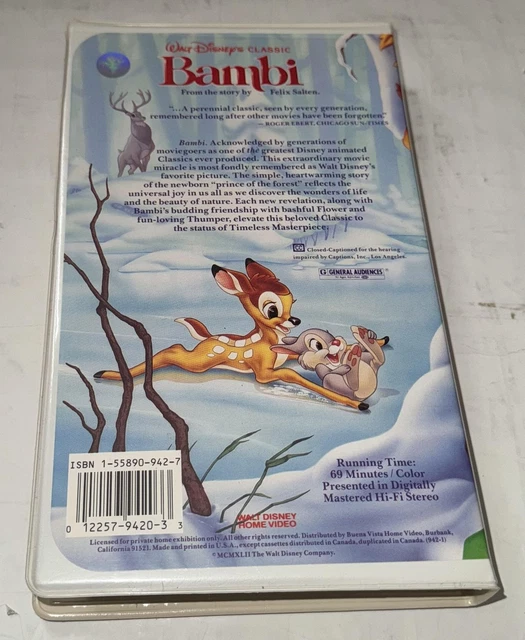 Walt Disney's CLASSIC
Bambi
From the story by Felix Salten.
"...A perennial classic, seen by every generation,
remembered long after other movies have been forgotten."
— ROGER EBERT, CHICAGO SUN-TIMES
Bambi. Acknowledged by generations of
moviegoers as one of the greatest Disney animated
Classics ever produced. This extraordinary movie
miracle is most fondly remembered as Walt Disney's
favorite picture. The simple, heartwarming story
of the newborn "prince of the forest" reflects the
universal joy in us all as we discover the wonders of life
and the beauty of nature. Each new revelation, along with
Bambi's budding friendship with bashful Flower and
fun-loving Thumper, elevate this beloved Classic to
the status of Timeless Masterpiece.
CC Closed-Captioned for the hearing
impaired by Captions, Inc., Los Angeles.
G GENERAL AUDIENCES
ISBN 1-55890-942-7
0 12257-9420-3 3
Running Time:
69 Minutes / Color
Presented in Digitally
Mastered Hi-Fi Stereo
WALT DISNEY
HOME VIDEO
Licensed for private home exhibition only. All other rights reserved. Distributed by Buena Vista Home Video, Burbank,
California 91521. Made and printed in U.S.A., except cassettes distributed in Canada, duplicated in Canada. (942-1)
© MCMXLII The Walt Disney Company.